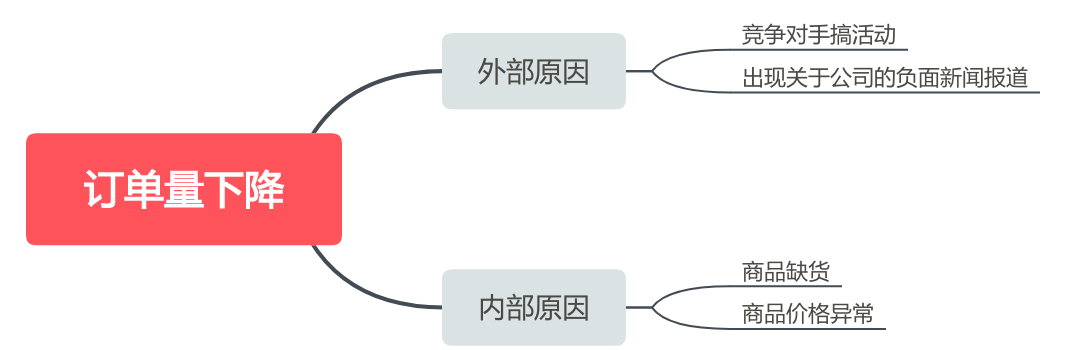 订单量下降
外部原因
竞争对手搞活动
出现关于公司的负面新闻报道
内部原因
商品缺货
商品价格异常